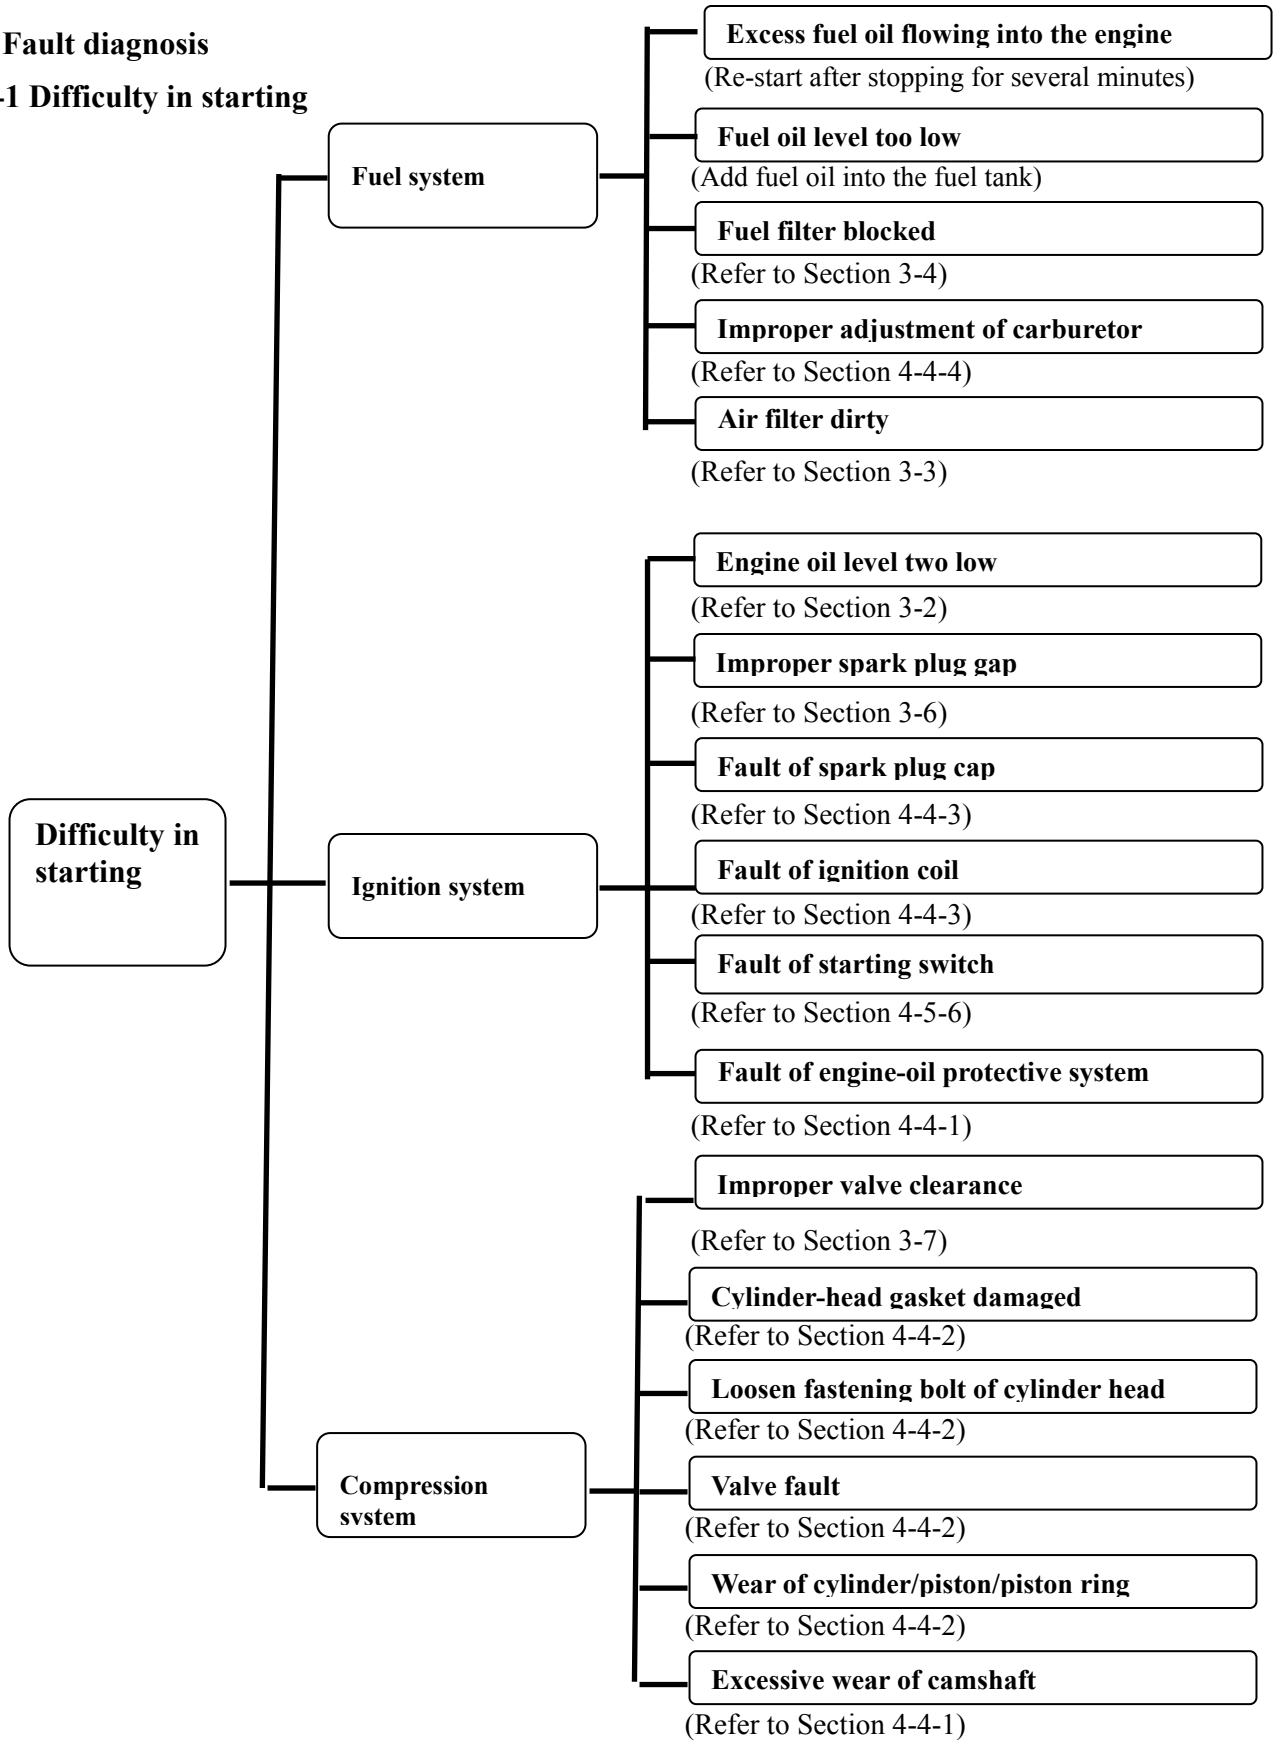 Fault diagnosis
-1 Difficulty in starting
Excess fuel oil flowing into the engine
(Re-start after stopping for several minutes)
Fuel oil level too low
(Add fuel oil into the fuel tank)
Fuel system
Fuel filter blocked
(Refer to Section 3-4)
Improper adjustment of carburetor
(Refer to Section 4-4-4)
Air filter dirty
(Refer to Section 3-3)
Engine oil level two low
(Refer to Section 3-2)
Improper spark plug gap
(Refer to Section 3-6)
Fault of spark plug cap
(Refer to Section 4-4-3)
Difficulty in
starting
Ignition system
Fault of ignition coil
(Refer to Section 4-4-3)
Fault of starting switch
(Refer to Section 4-5-6)
Fault of engine-oil protective system
(Refer to Section 4-4-1)
Improper valve clearance
(Refer to Section 3-7)
Cylinder-head gasket damaged
(Refer to Section 4-4-2)
Loosen fastening bolt of cylinder head
(Refer to Section 4-4-2)
Compression
system
Valve fault
(Refer to Section 4-4-2)
Wear of cylinder/piston/piston ring
(Refer to Section 4-4-2)
Excessive wear of camshaft
(Refer to Section 4-4-1)